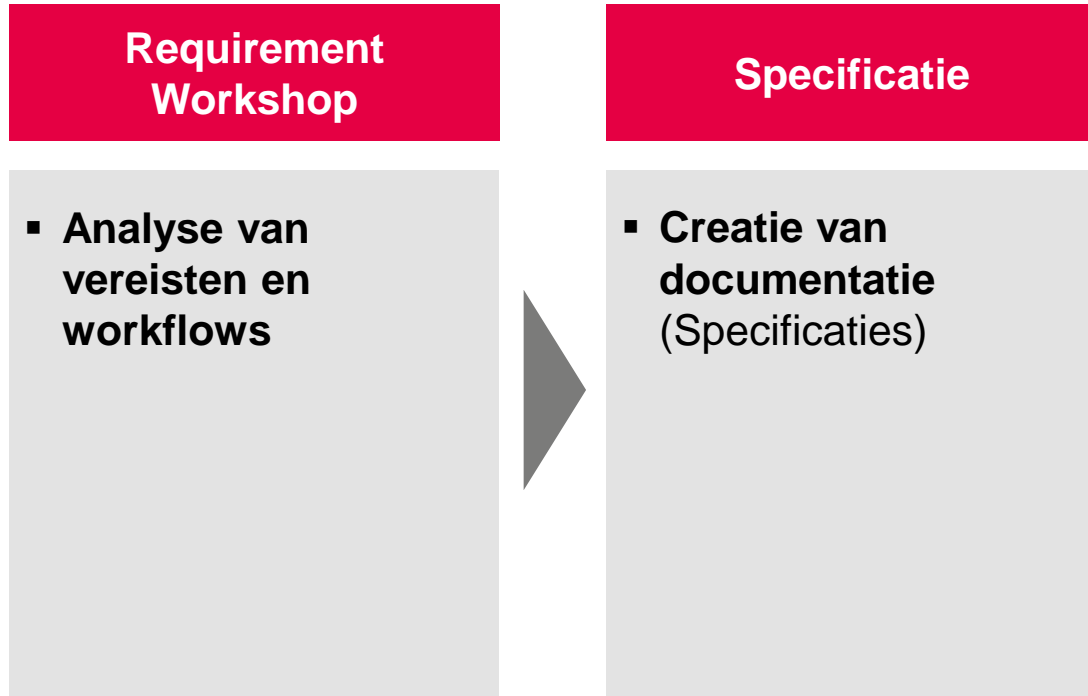 Requirement
Workshop
Specificatie
▪ Analyse van
vereisten en
workflows
▪ Creatie van
documentatie
(Specificaties)